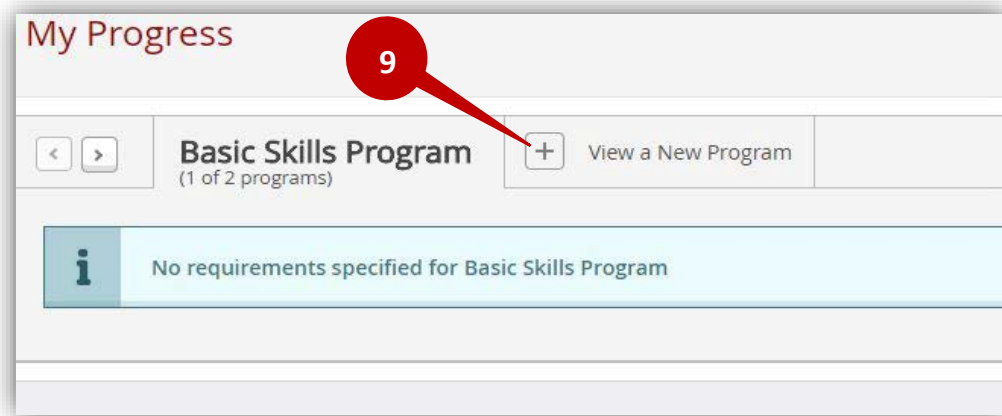 My Progress
9
< > Basic Skills Program + View a New Program
(1 of 2 programs)
i No requirements specified for Basic Skills Program